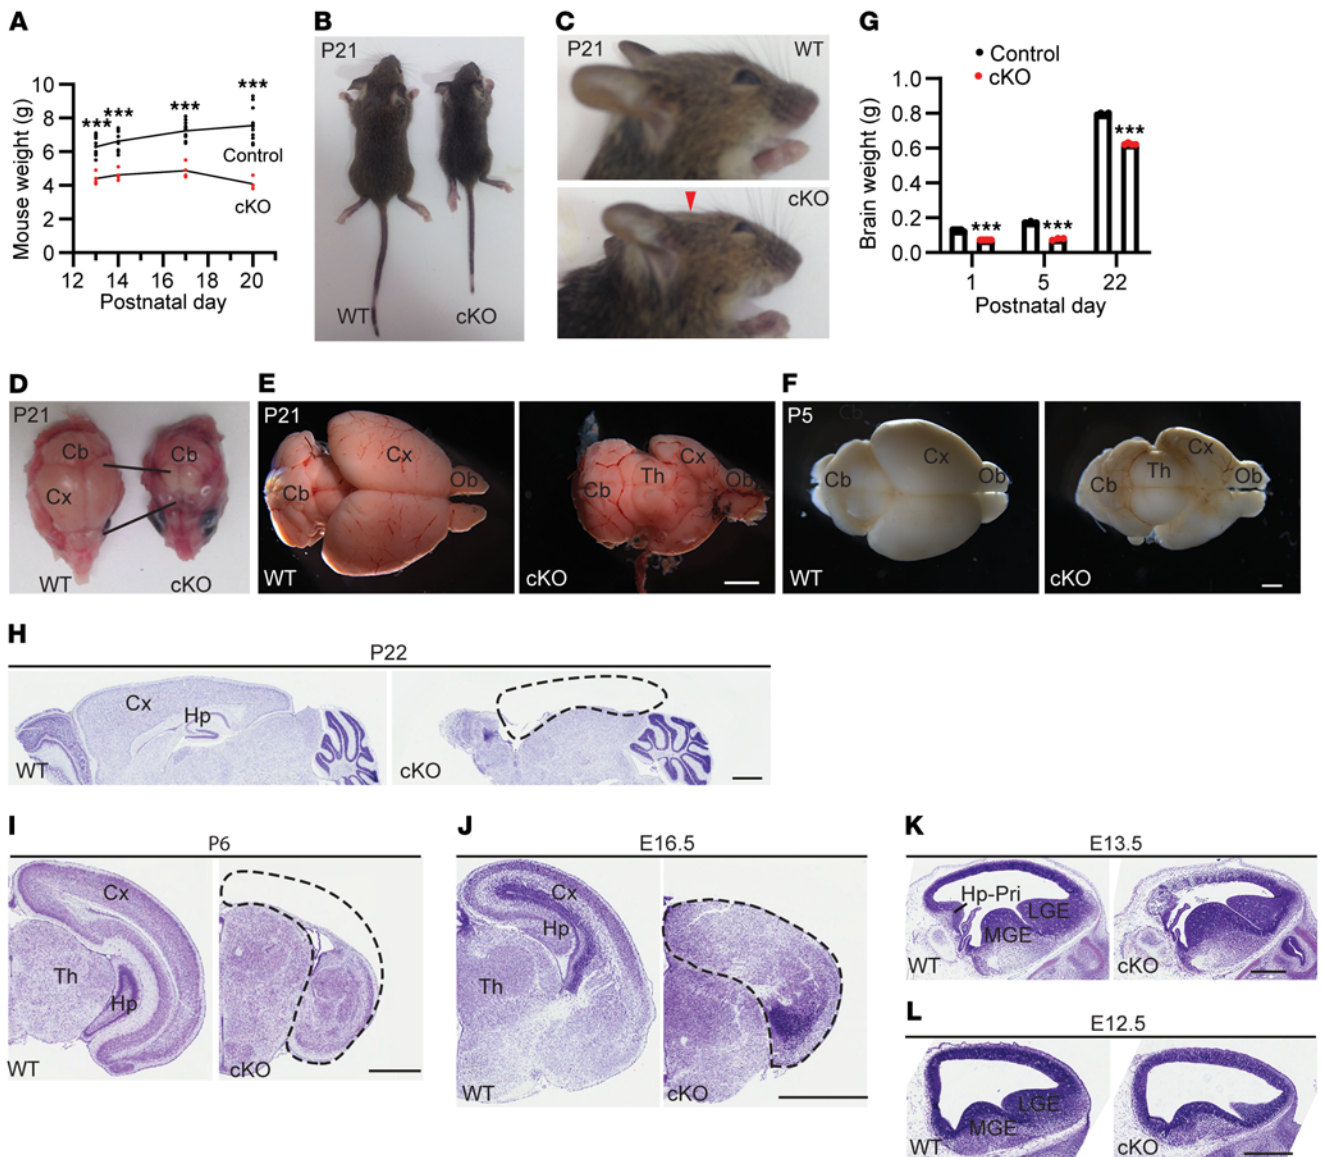 A
Mouse weight (g)
10
8
6
4
2
0
***
***
***
***
Control
cKO
12
14
16
18
20
Postnatal day
B
P21
WT
cKO
C
P21
WT
cKO
G
Control
cKO
Brain weight (g)
1.0
0.8
0.6
0.4
0.2
0.0
***
***
***
1
5
22
Postnatal day
D
P21
Cb
Cb
Cx
WT
cKO
E
P21
Cx
Cb
Ob
WT
Cx
Th
Cb
Ob
cKO
F
P5
Cb
Cx
Cb
Ob
WT
Cx
Th
Cb
Ob
cKO
H
P22
Cx
Hp
WT
cKO
I
P6
Cx
Th
Hp
WT
cKO
J
E16.5
Cx
Hp
Th
WT
cKO
K
E13.5
Hp-Pri
LGE
MGE
WT
cKO
L
E12.5
LGE
MGE
WT
cKO